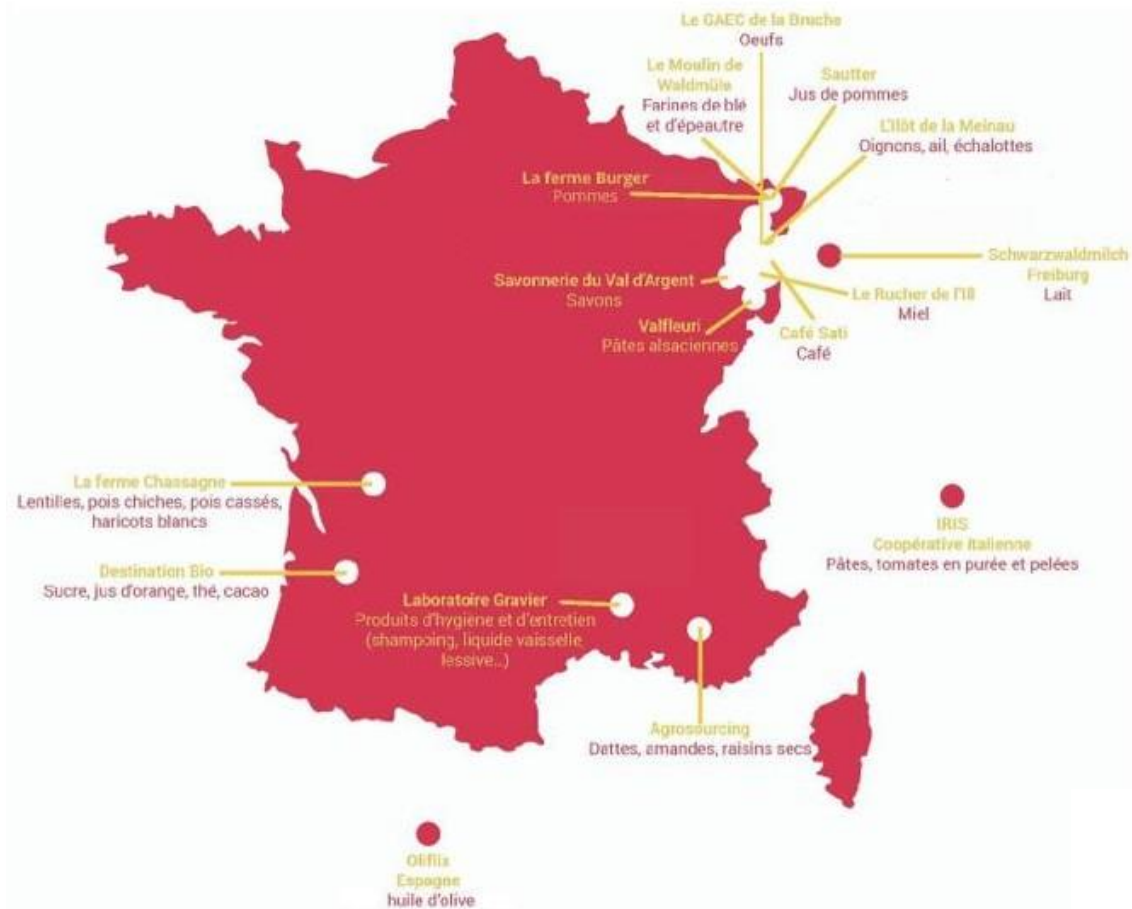 Le GAEC de la Bruche
Oeufs
Le Moulin de
Waldmüle
Farines de blé
et d'épeautre
Sautter
Jus de pommes
L'Ilôt de la Meinau
Oignons, ail, échalottes
La ferme Burger
Pommes
Schwarzwaldmilch
Freiburg
Lait
Savonnerie du Val d'Argent
Savons
Le Rucher de l'Ill
Miel
Valfleuri
Pâtes alsaciennes
Café Sati
Café
La ferme Chassagne
Lentilles, pois chiches, pois cassés,
haricots blancs
IRIS
Coopérative Italienne
Pâtes, tomates en purée et pelées
Destination Bio
Sucre, jus d'orange, thé, cacao
Laboratoire Gravier
Produits d'hygiene et d'entretien
(shampoing, liquide vaisselle,
lessive...)
Agrosourcing
Dattes, amandes, raisins secs
Oliflix
Espagne
huile d'olive